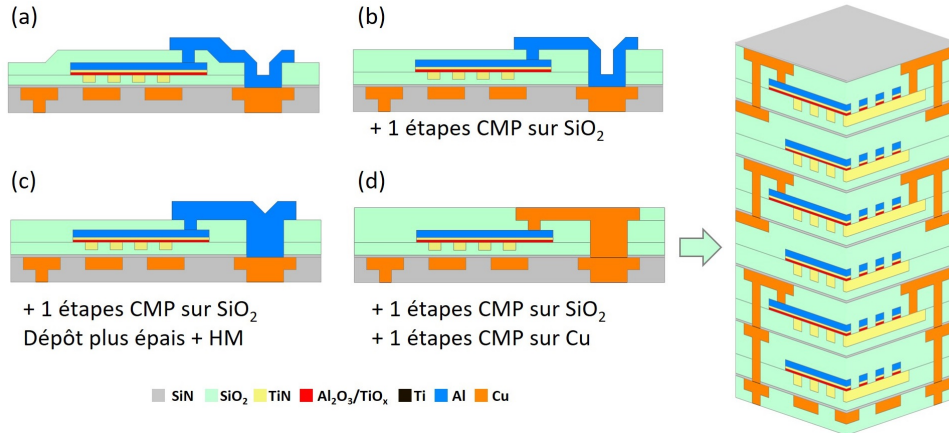 (a)
(b)
+ 1 étapes CMP sur SiO₂
(c)
(d)
+ 1 étapes CMP sur SiO₂
Dépôt plus épais + HM
+ 1 étapes CMP sur SiO₂
+ 1 étapes CMP sur Cu
SiN SiO₂ TiN Al₂O₃/TiOₓ Ti Al Cu